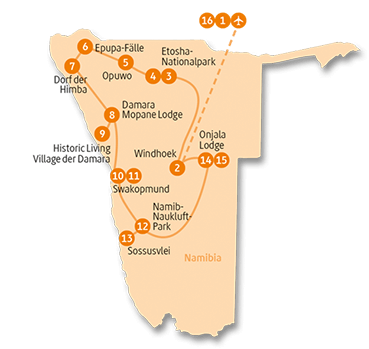 16 1
6 Epupa-Fälle
Etosha-
Nationalpark
7
5
Opuwo
4 3
Dorf der
Himba
8 Damara
Mopane Lodge
9
Historic Living
Village der Damara
Windhoek
2
Onjala
Lodge
14 15
10 11
Swakopmund
Namib-
Naukluft-
Park
12
13
Sossusvlei
Namibia